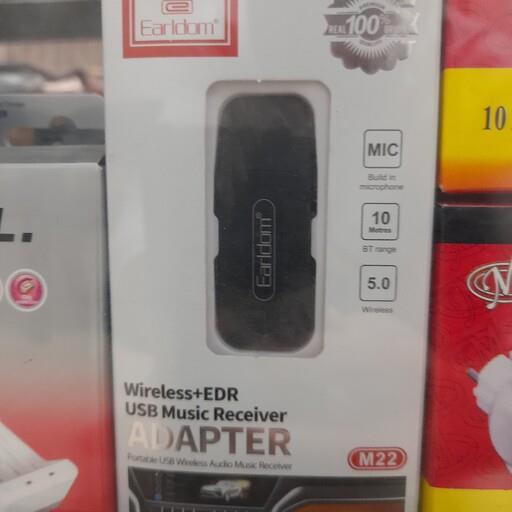 Earldom®
REAL 100%
10
MIC
Build in
microphone
10
Metres
BT range
5.0
Wireless
Earldom®
L.
Wireless+EDR
USB Music Receiver
ADAPTER
Portable USB Wireless Audio Music Receiver
M22